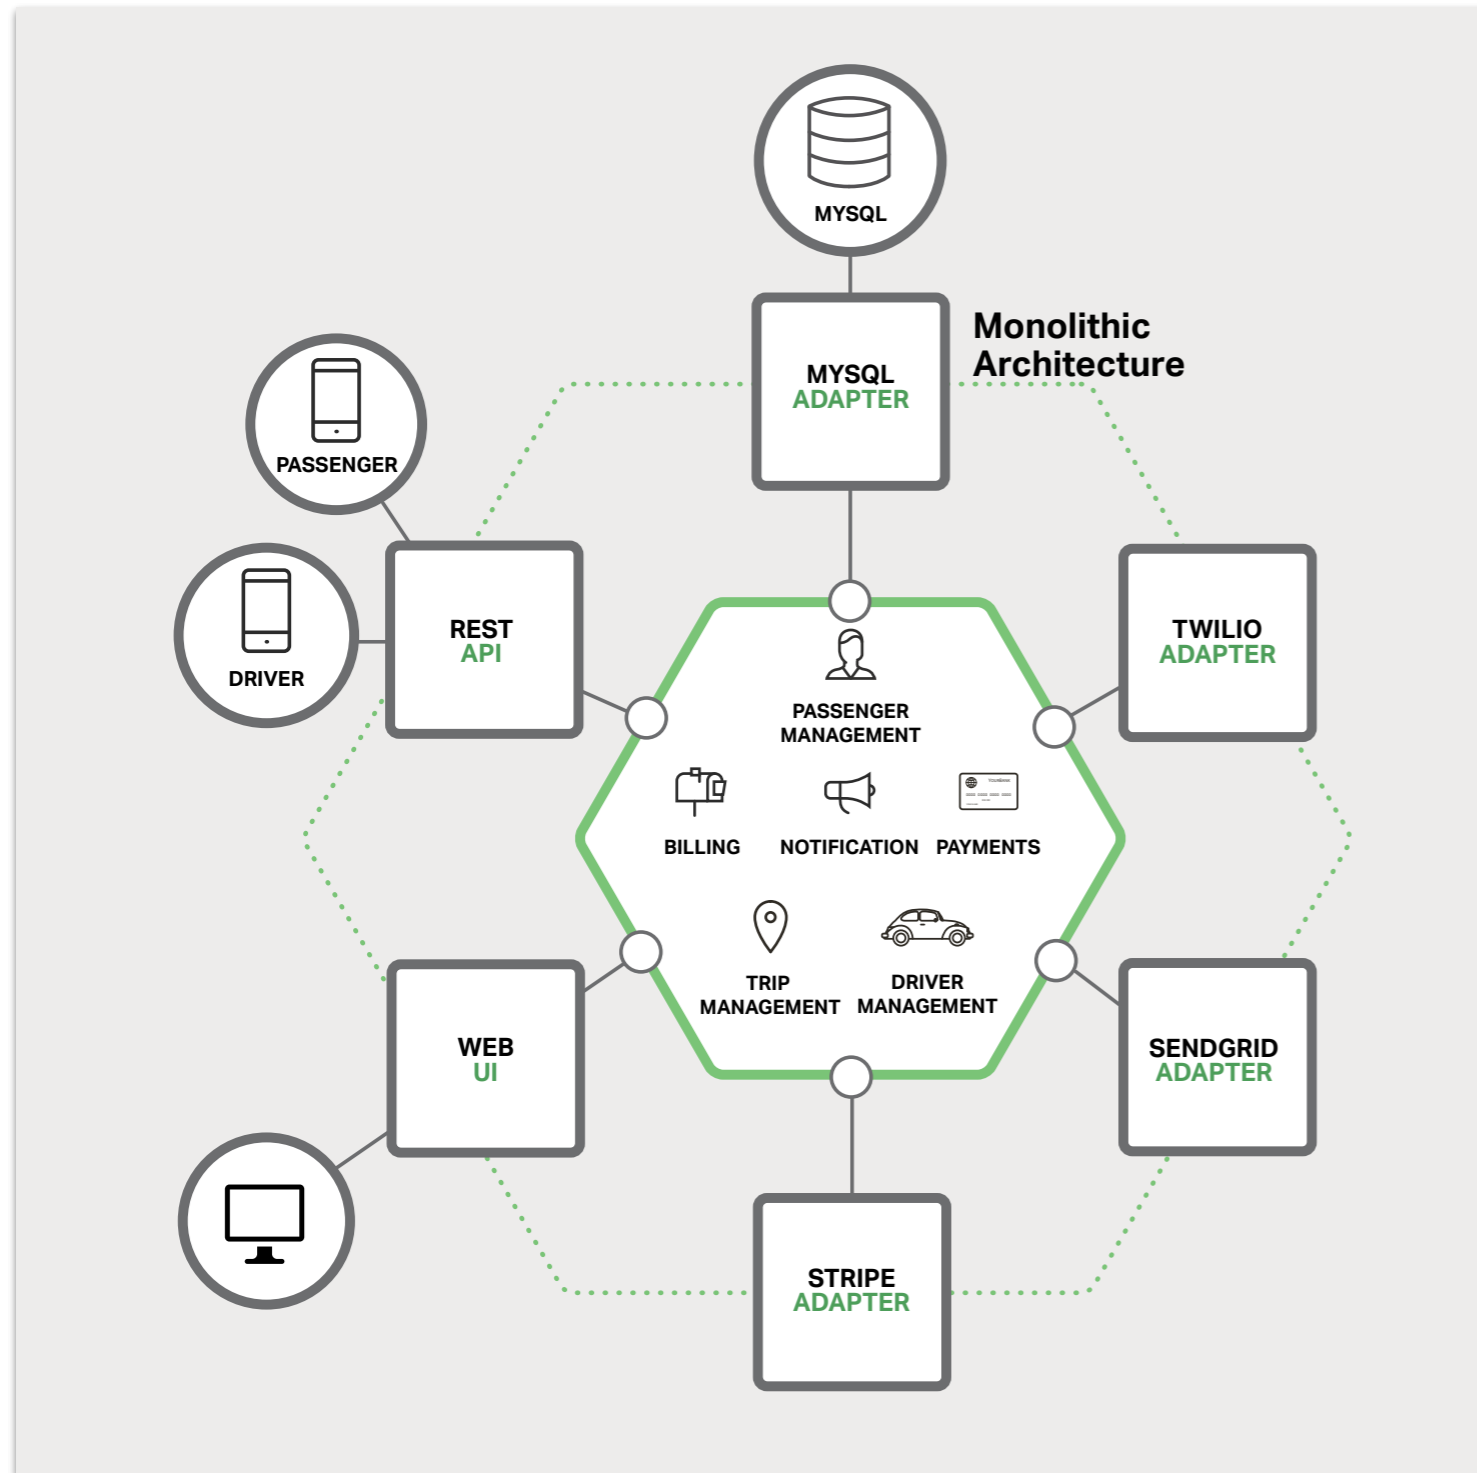 MYSQL
Monolithic
Architecture
MYSQL
ADAPTER
PASSENGER
DRIVER
REST
API
TWILIO
ADAPTER
PASSENGER
MANAGEMENT
BILLING
NOTIFICATION
PAYMENTS
TRIP
MANAGEMENT
DRIVER
MANAGEMENT
WEB
UI
SENDGRID
ADAPTER
STRIPE
ADAPTER